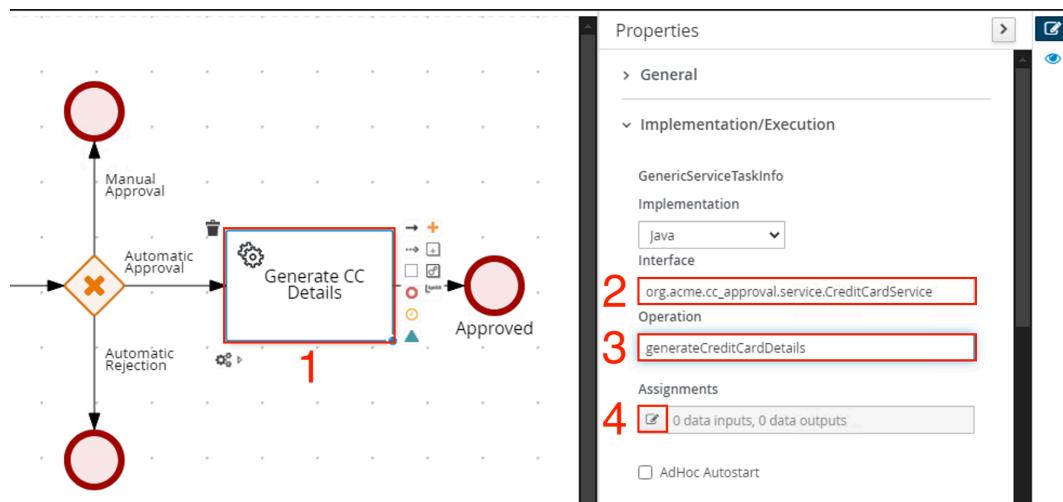 Properties
General
Implementation/Execution
GenericServiceTaskInfo
Implementation
Java
Interface
2
org.acme.cc_approval.service.CreditCardService
Operation
3
generateCreditCardDetails
Assignments
4
0 data inputs, 0 data outputs
AdHoc Autostart
Manual
Approval
Automatic
Approval
Generate CC
Details
Approved
Automatic
Rejection
1